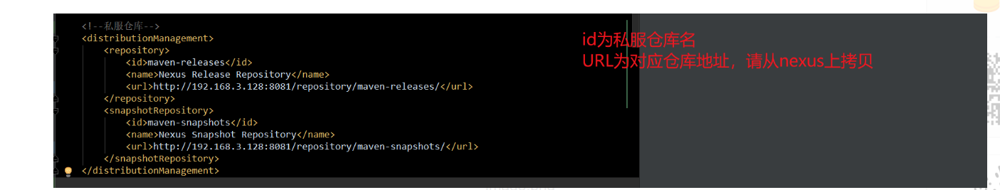 <!--私服仓库-->
<distributionManagement>
<repository>
<id>maven-releases</id>
<name>Nexus Release Repository</name>
<url>http://192.168.3.128:8081/repository/maven-releases/</url>
</repository>
<snapshotRepository>
<id>maven-snapshots</id>
<name>Nexus Snapshot Repository</name>
<url>http://192.168.3.128:8081/repository/maven-snapshots/</url>
</snapshotRepository>
</distributionManagement>
id为私服仓库名
URL为对应仓库地址，请从nexus上拷贝